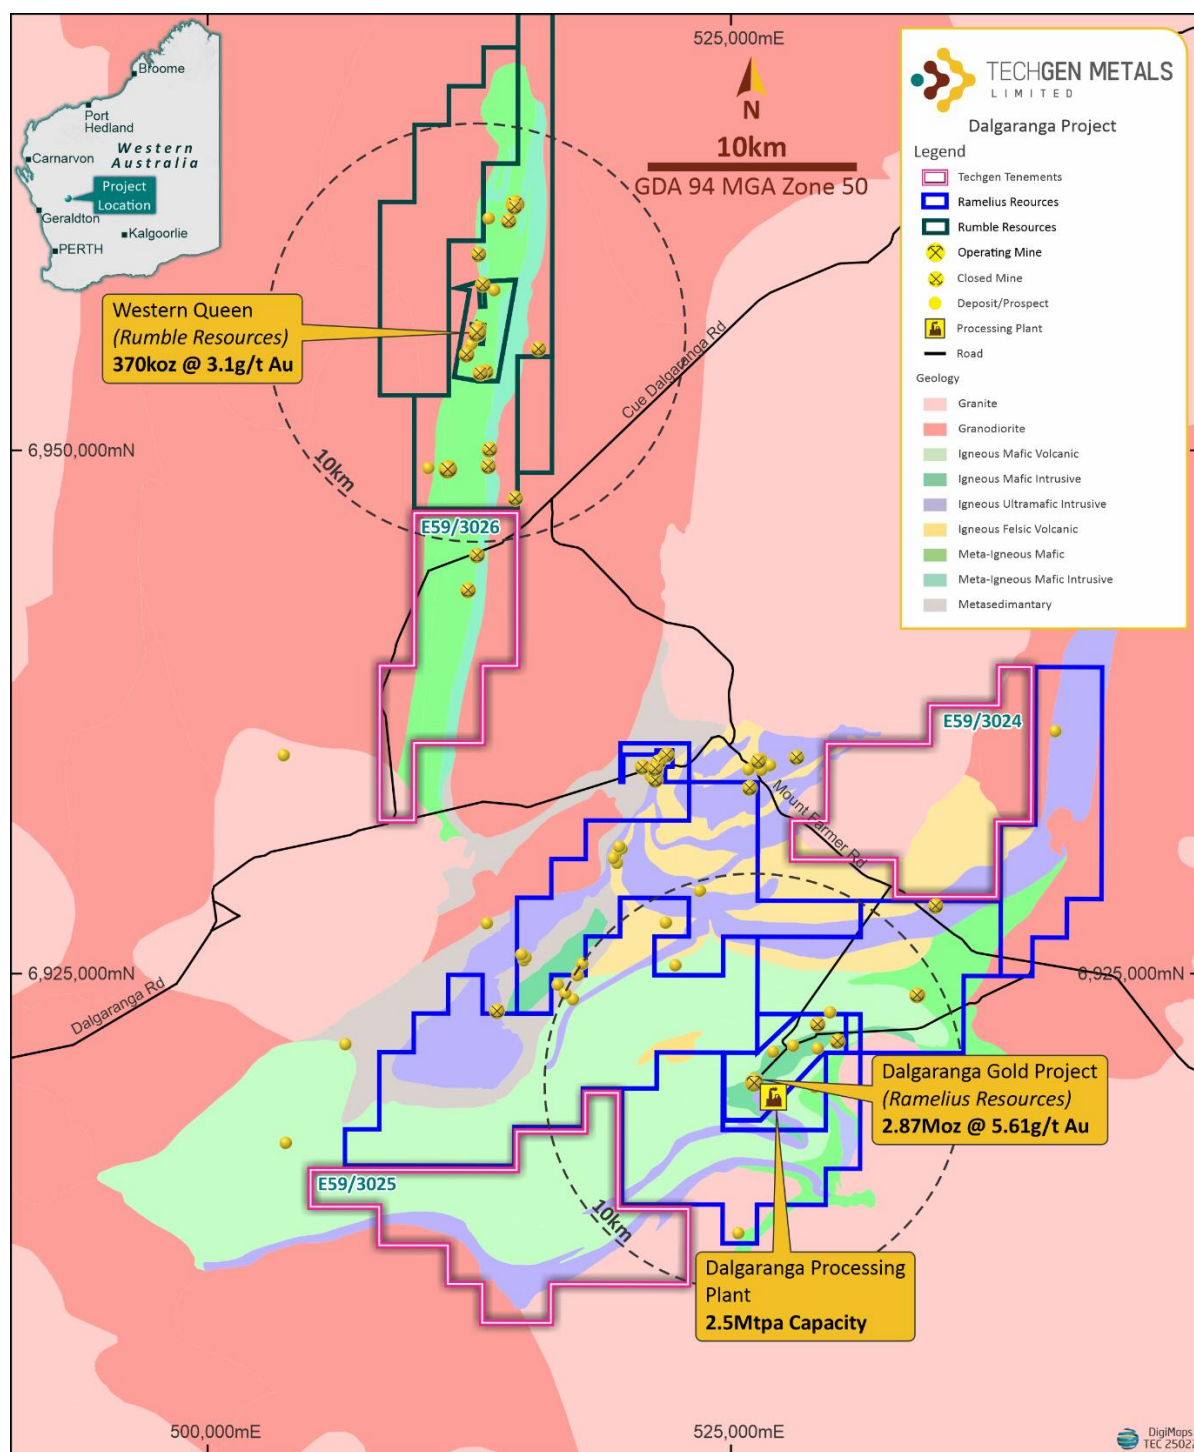 525,000mE
Broome
Port
Hedland
Western
Australia
Carnarvon
Project
Location
Geraldton
Kalgoorlie
PERTH
N
10km
GDA 94 MGA Zone 50
TECHGEN METALS
LIMITED
Dalgaranga Project
Legend
Techgen Tenements
Ramelius Reources
Rumble Resources
Operating Mine
Closed Mine
Deposit/Prospect
Processing Plant
Road
Geology
Granite
Granodiorite
Igneous Mafic Volcanic
Igneous Mafic Intrusive
Igneous Ultramafic Intrusive
Igneous Felsic Volcanic
Meta-Igneous Mafic
Meta-Igneous Mafic Intrusive
Metasedimantary
Western Queen
(Rumble Resources)
370koz @ 3.1g/t Au
Cue Dalgaranga Rd
6,950,000mN
10km
E59/3026
E59/3024
Mount Farmer Rd
6,925,000mN
6,925,000mN
Dalgaranga Rd
Dalgaranga Gold Project
(Ramelius Resources)
2.87Moz @ 5.61g/t Au
E59/3025
10km
Dalgaranga Processing
Plant
2.5Mtpa Capacity
500,000mE
525,000mE
DigiMaps